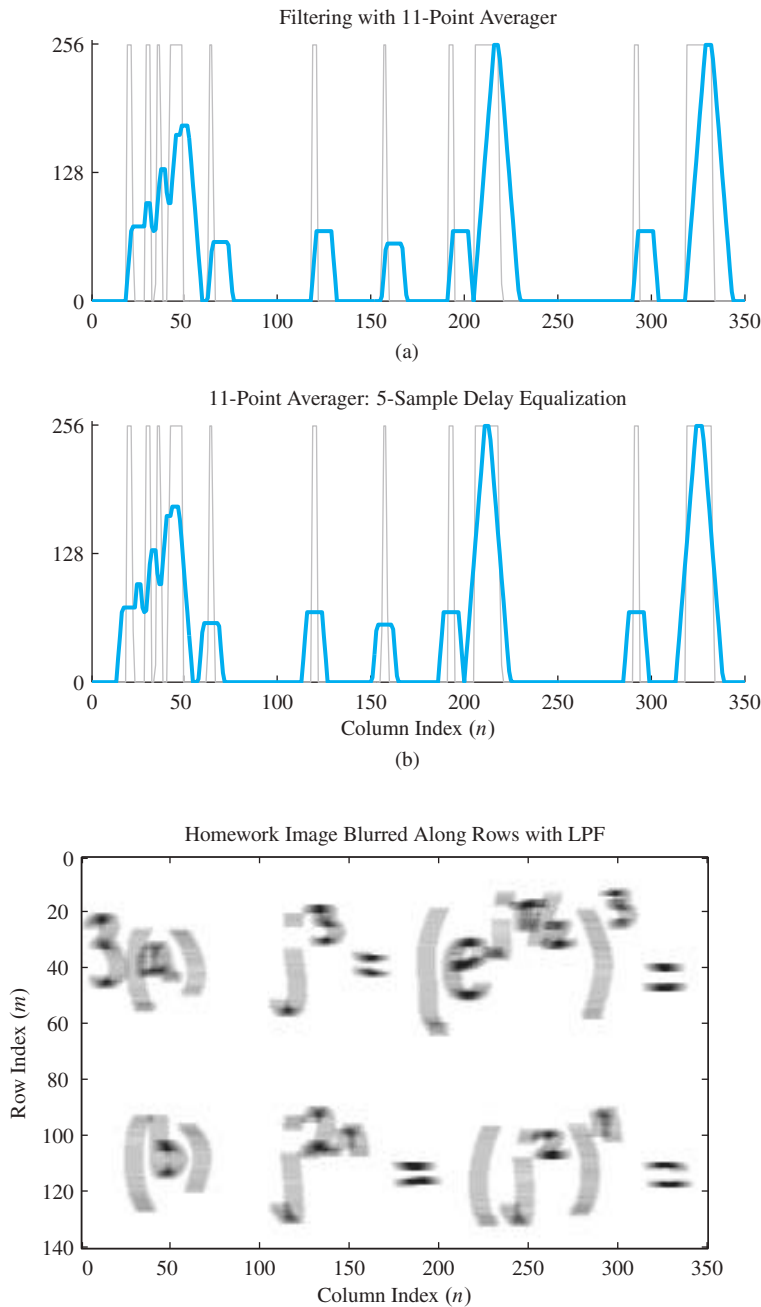 Filtering with 11-Point Averager
256
128
0
0 50 100 150 200 250 300 350
(a)
11-Point Averager: 5-Sample Delay Equalization
256
128
0
0 50 100 150 200 250 300 350
Column Index (n)
(b)
Homework Image Blurred Along Rows with LPF
0
20
40
60
80
100
120
140
Row Index (m)
3(a) j³ = (e )³ =
(b) = (j ) =
0 50 100 150 200 250 300 350
Column Index (n)